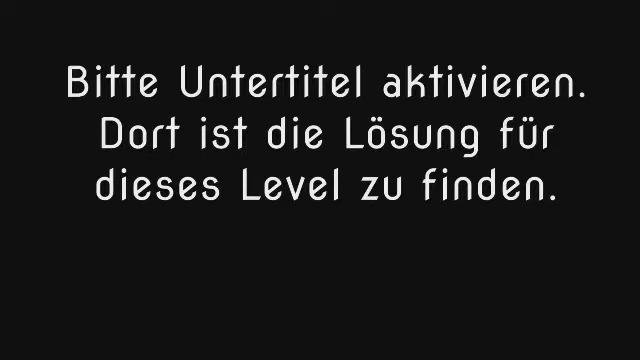 Bitte Untertitel aktivieren.
Dort ist die Lösung für
dieses Level zu finden.